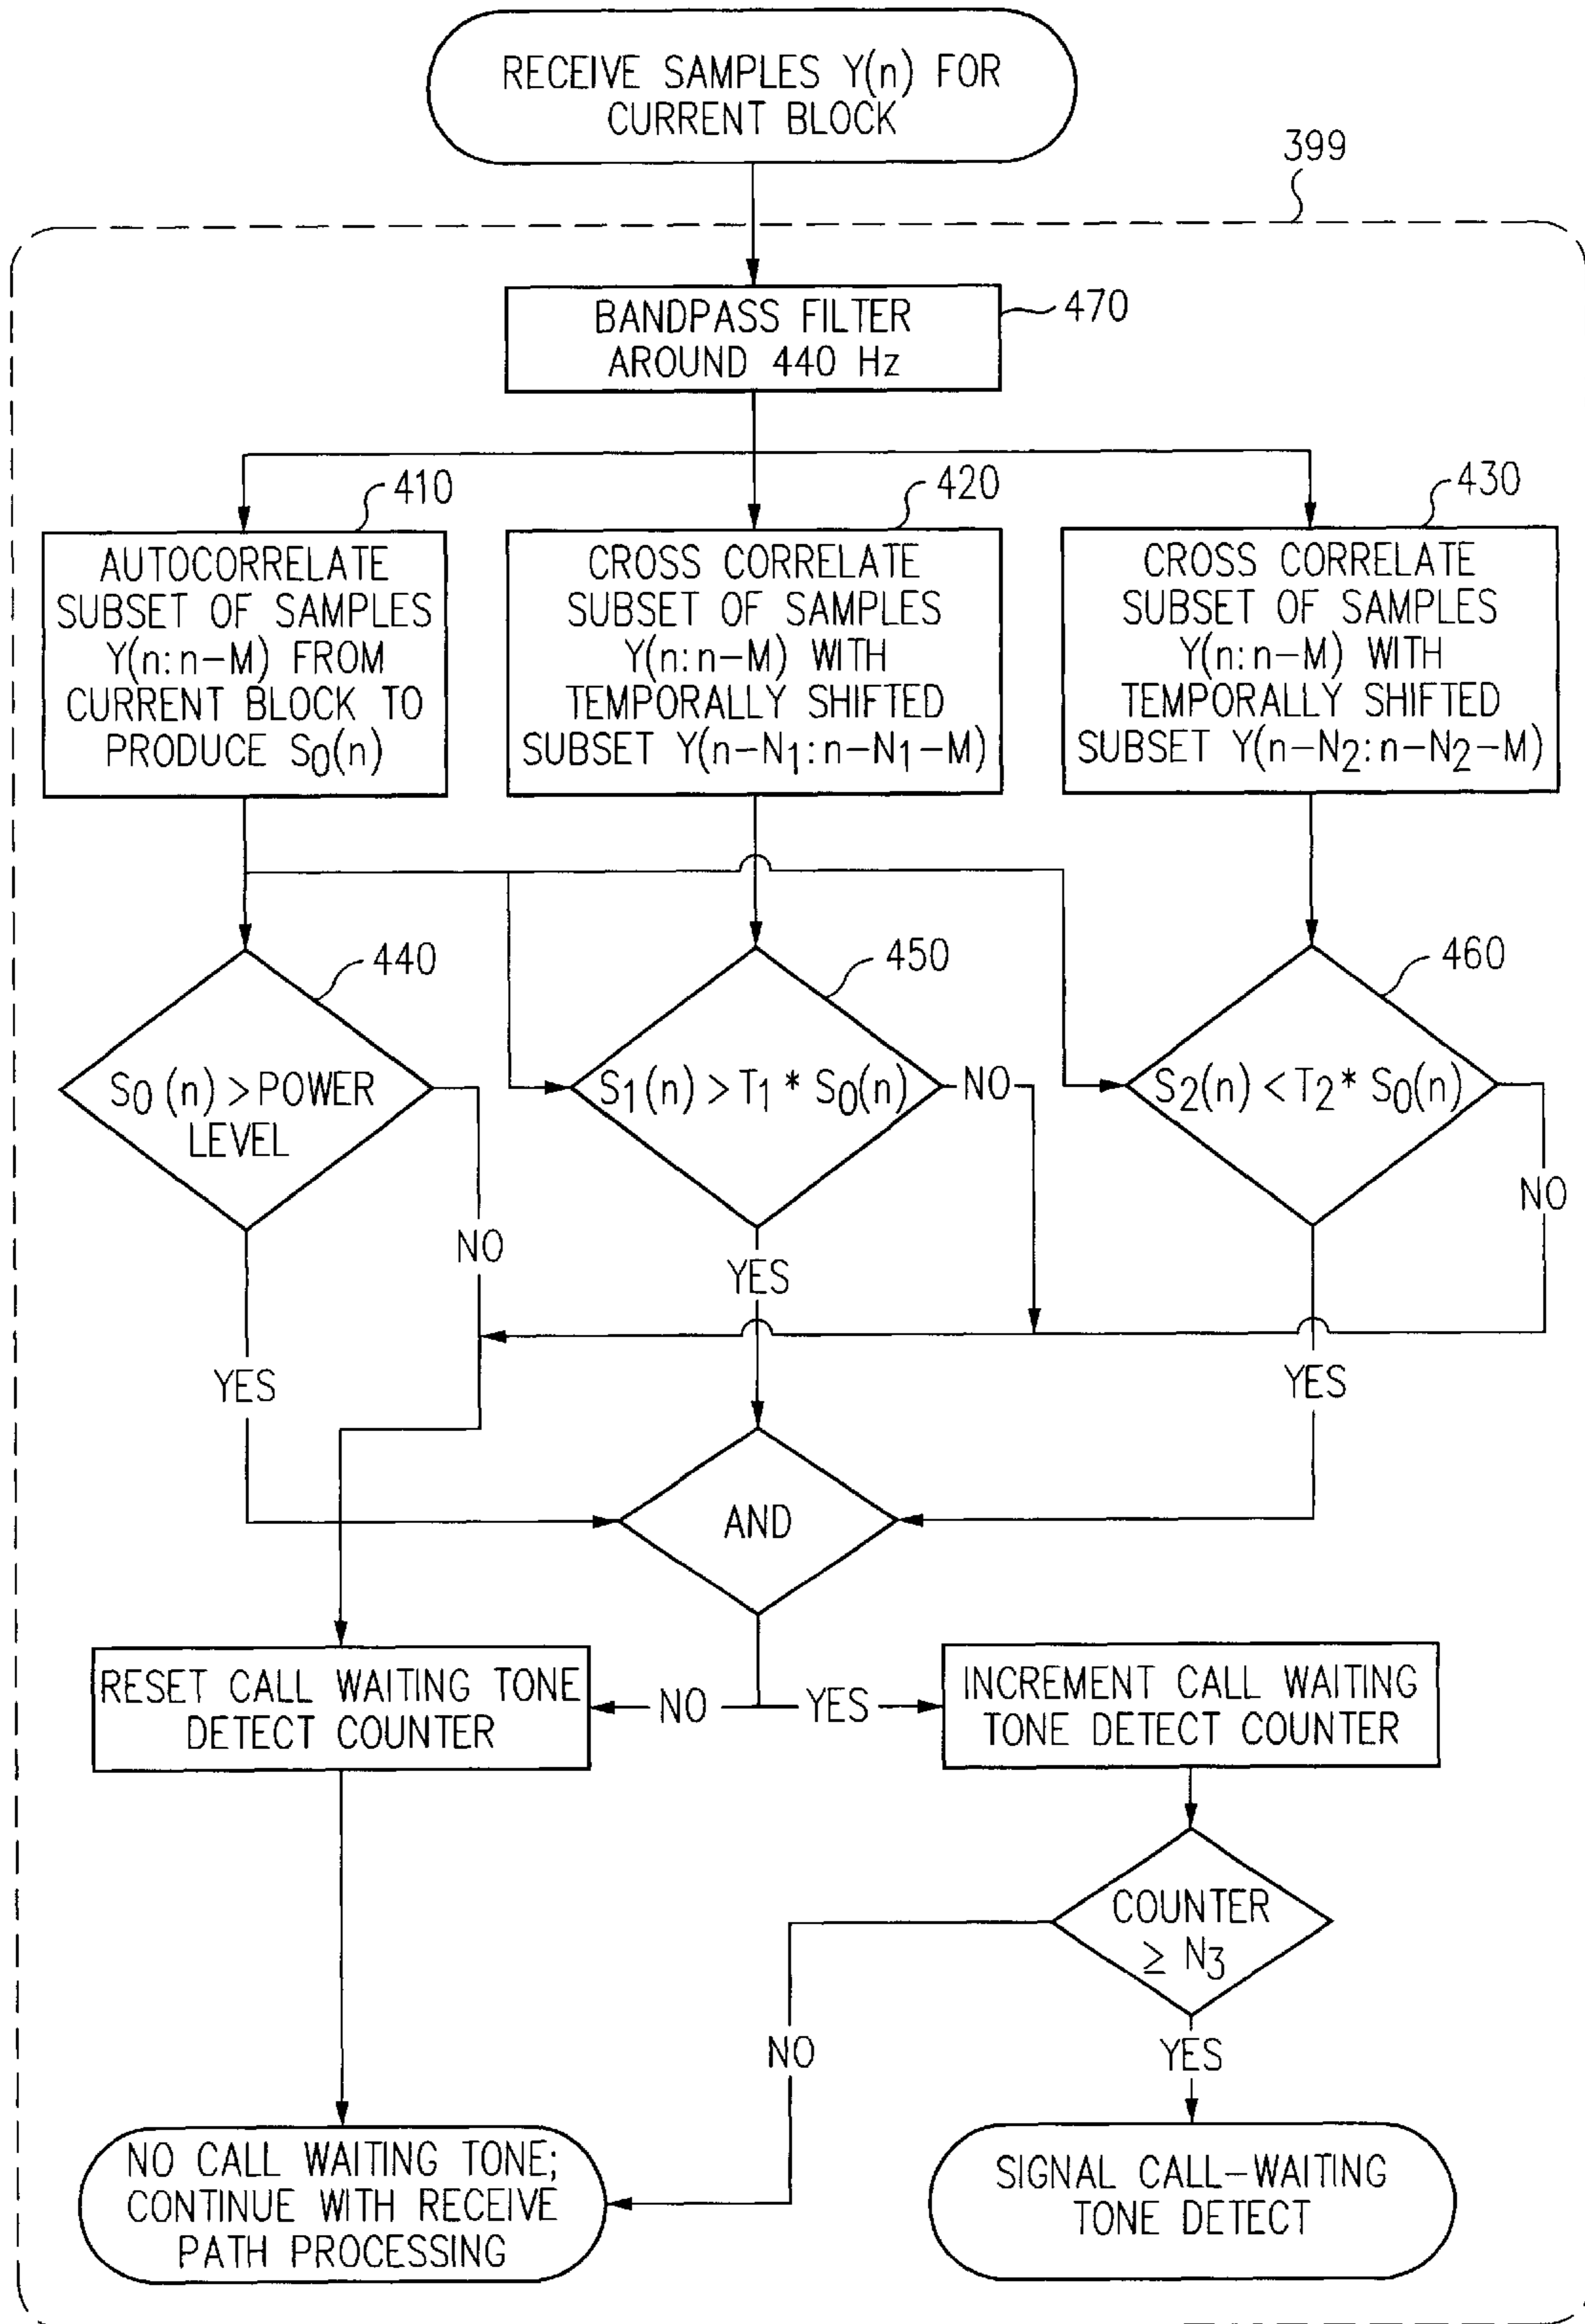 RECEIVE SAMPLES Y(n) FOR
CURRENT BLOCK
399
BANDPASS FILTER
AROUND 440 Hz
470
410
AUTOCORRELATE
SUBSET OF SAMPLES
Y(n:n-M) FROM
CURRENT BLOCK TO
PRODUCE S0(n)
420
CROSS CORRELATE
SUBSET OF SAMPLES
Y(n:n-M) WITH
TEMPORALLY SHIFTED
SUBSET Y(n-N1:n-N1-M)
430
CROSS CORRELATE
SUBSET OF SAMPLES
Y(n:n-M) WITH
TEMPORALLY SHIFTED
SUBSET Y(n-N2:n-N2-M)
440
S0(n) > POWER
LEVEL
450
S1(n) > T1 * S0(n)
NO
460
S2(n) < T2 * S0(n)
NO
NO
YES
YES
YES
AND
RESET CALL WAITING TONE
DETECT COUNTER
NO
YES
INCREMENT CALL WAITING
TONE DETECT COUNTER
COUNTER
≥ N3
NO
YES
NO CALL WAITING TONE;
CONTINUE WITH RECEIVE
PATH PROCESSING
SIGNAL CALL-WAITING
TONE DETECT